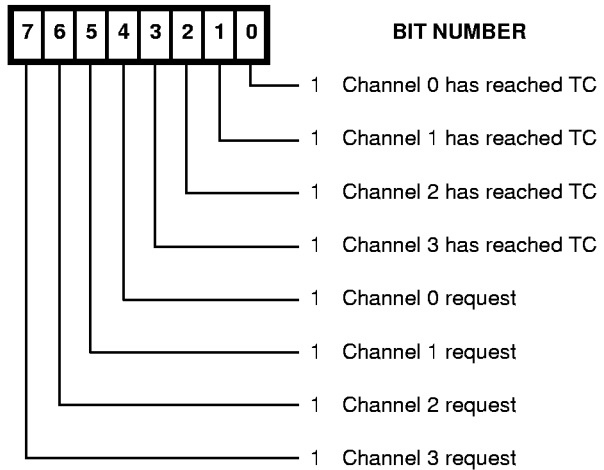 7 6 5 4 3 2 1 0 BIT NUMBER
1 Channel 0 has reached TC
1 Channel 1 has reached TC
1 Channel 2 has reached TC
1 Channel 3 has reached TC
1 Channel 0 request
1 Channel 1 request
1 Channel 2 request
1 Channel 3 request